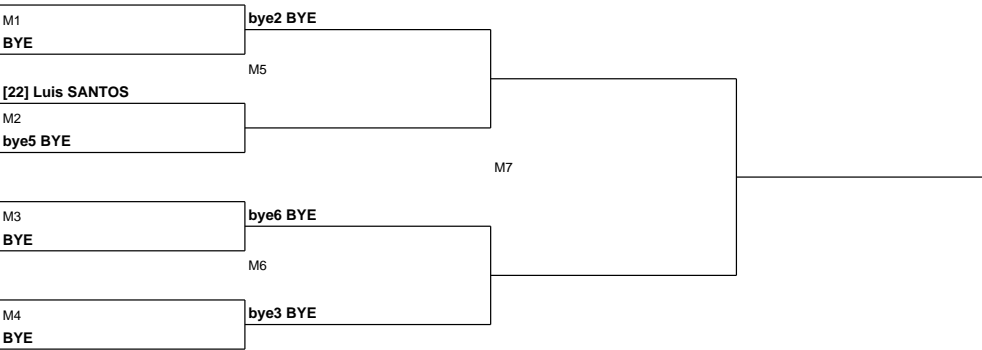 M1
BYE
bye2 BYE
M5
[22] Luis SANTOS
M2
bye5 BYE
M7
M3
BYE
bye6 BYE
M6
M4
BYE
bye3 BYE